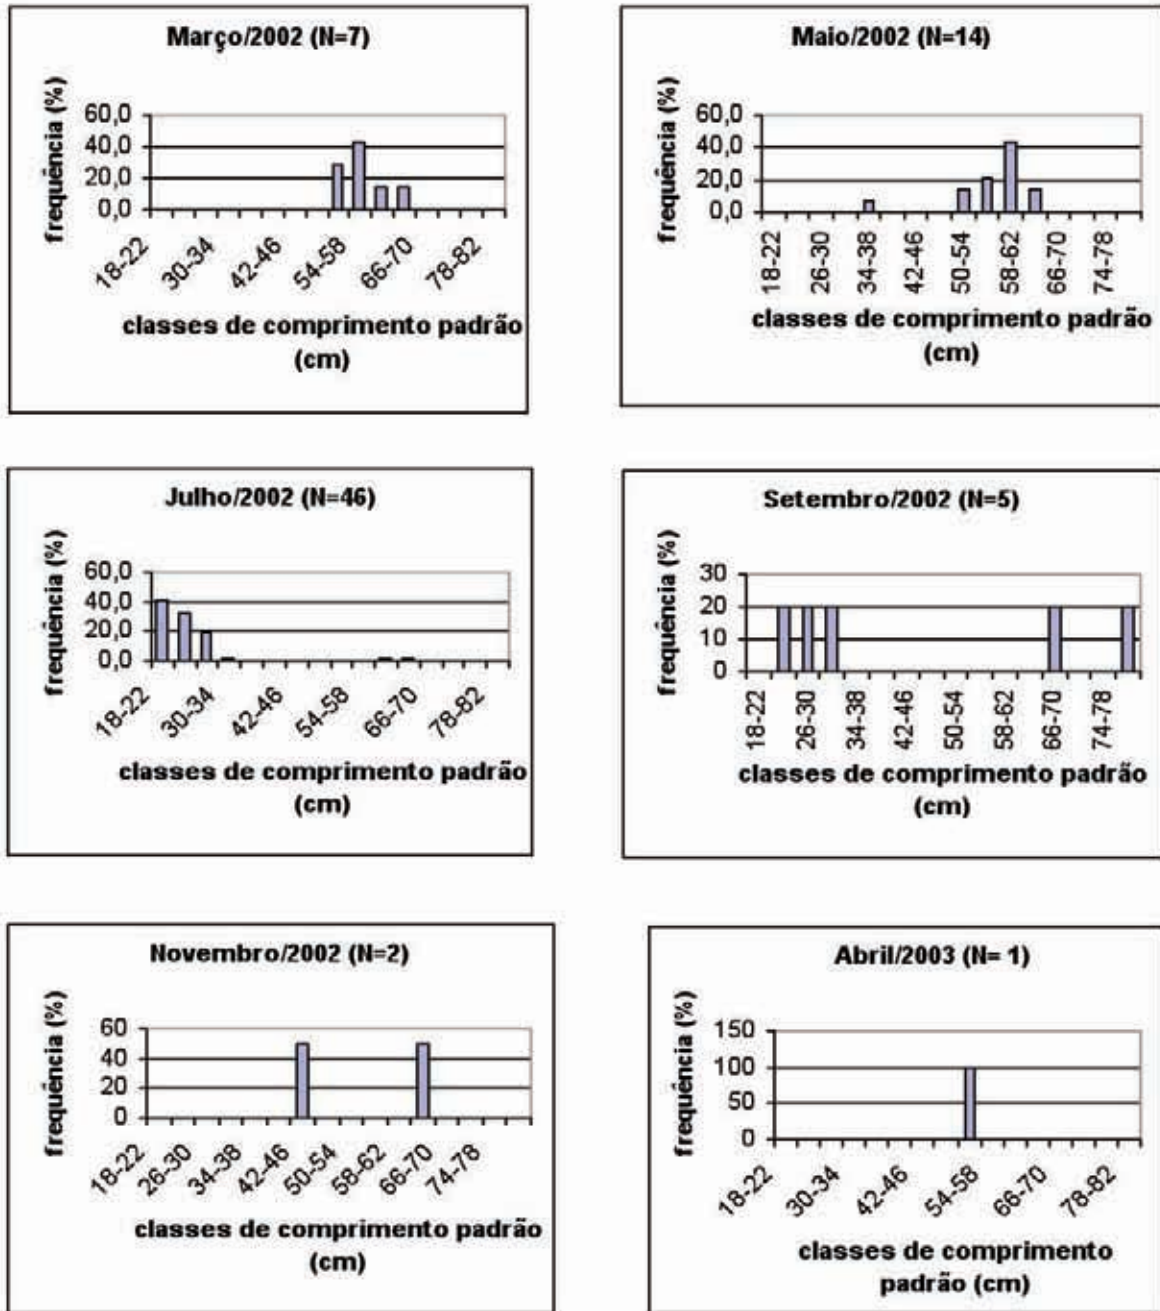 Março/2002 (N=7)
frequência (%)
60,0
40,0
20,0
0,0
18-22
30-34
42-46
54-58
66-70
78-82
classes de comprimento padrão
(cm)
Maio/2002 (N=14)
frequência (%)
60,0
40,0
20,0
0,0
18-22
26-30
34-38
42-46
50-54
58-62
66-70
74-78
classes de comprimento padrão
(cm)
Julho/2002 (N=46)
frequência (%)
60,0
40,0
20,0
0,0
18-22
30-34
42-46
54-58
66-70
78-82
classes de comprimento padrão
(cm)
Setembro/2002 (N=5)
frequência (%)
30
20
10
0
18-22
26-30
34-38
42-46
50-54
58-62
66-70
74-78
classes de comprimento padrão
(cm)
Novembro/2002 (N=2)
frequência (%)
60
40
20
0
18-22
26-30
34-38
42-46
50-54
58-62
66-70
74-78
classes de comprimento padrão
(cm)
Abril/2003 (N= 1)
frequência (%)
150
100
50
0
18-22
30-34
42-46
54-58
66-70
78-82
classes de comprimento
padrão (cm)